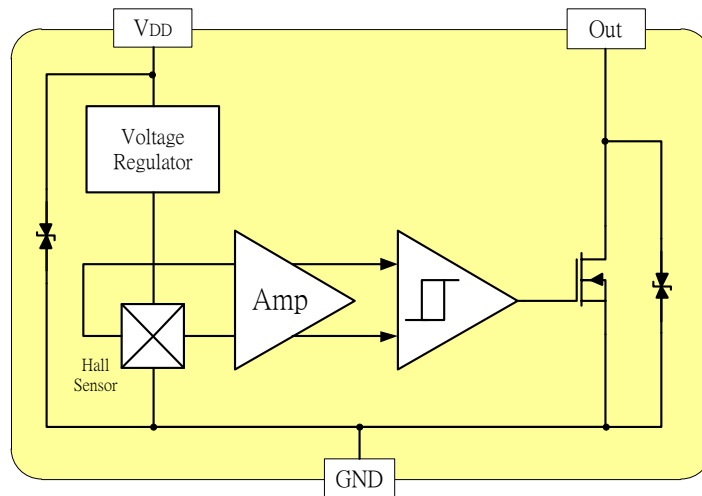 VDD
Out
Voltage
Regulator
Amp
Hall
Sensor
GND